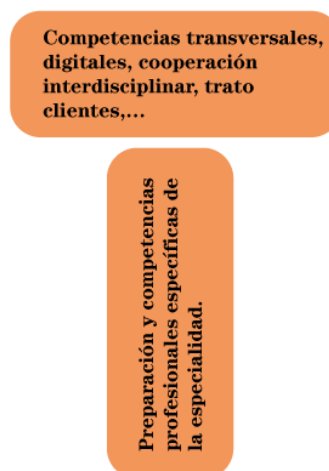 Competencias transversales,
digitales, cooperación
interdisciplinar, trato
clientes,...
Preparación y competencias
profesionales específicas de
la especialidad.